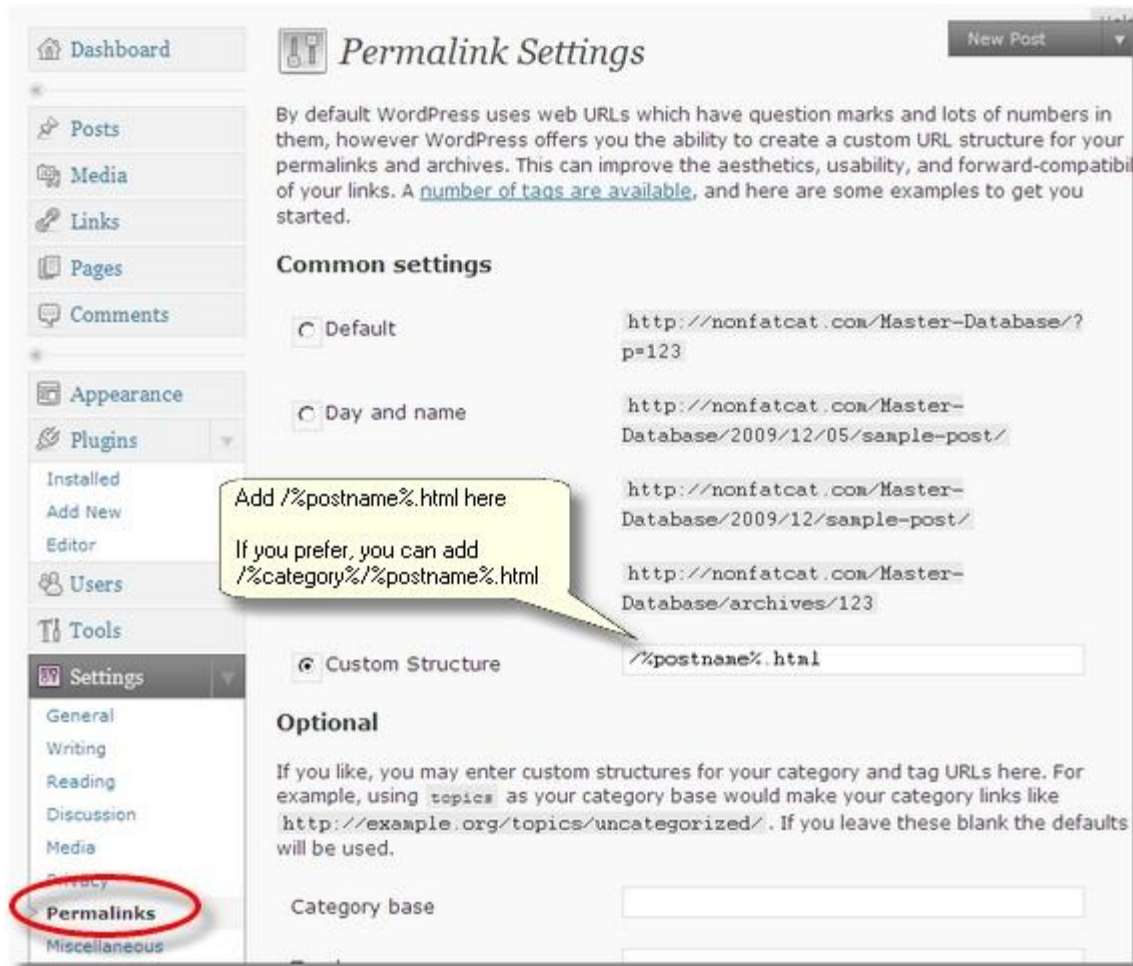 Dashboard
Posts
Media
Links
Pages
Comments
Appearance
Plugins
Installed
Add New
Editor
Users
Tools
Settings
General
Writing
Reading
Discussion
Media
Privacy
Permalinks
Miscellaneous
Permalink Settings
New Post
By default WordPress uses web URLs which have question marks and lots of numbers in
them, however WordPress offers you the ability to create a custom URL structure for your
permalinks and archives. This can improve the aesthetics, usability, and forward-compatibil
of your links. A number of tags are available, and here are some examples to get you
started.
Common settings
Default
http://nonfatcat.com/Master-Database/?
p=123
Day and name
http://nonfatcat.com/Master-
Database/2009/12/05/sample-post/
http://nonfatcat.com/Master-
Database/2009/12/sample-post/
http://nonfatcat.com/Master-
Database/archives/123
Add /%postname%.html here
If you prefer, you can add
/%category%/%postname%.html
Custom Structure
/%postname%.html
Optional
If you like, you may enter custom structures for your category and tag URLs here. For
example, using topics as your category base would make your category links like
http://example.org/topics/uncategorized/ . If you leave these blank the defaults
will be used.
Category base